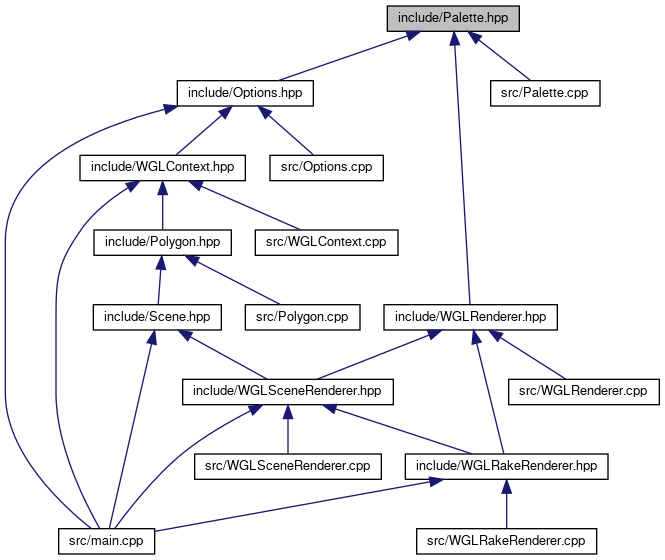 include/Palette.hpp
include/Options.hpp
src/Palette.cpp
include/WGLContext.hpp
src/Options.cpp
include/Polygon.hpp
src/WGLContext.cpp
include/Scene.hpp
src/Polygon.cpp
include/WGLRenderer.hpp
include/WGLSceneRenderer.hpp
src/WGLRenderer.cpp
src/WGLSceneRenderer.cpp
include/WGLRakeRenderer.hpp
src/main.cpp
src/WGLRakeRenderer.cpp